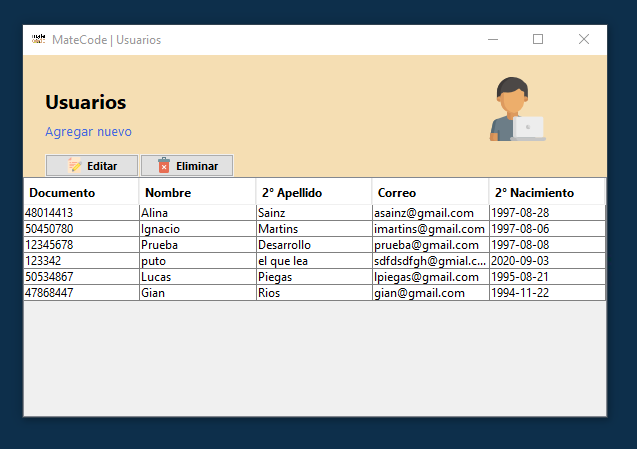 MateCode | Usuarios
Usuarios
Agregar nuevo
Editar Eliminar
Documento Nombre 2° Apellido Correo 2° Nacimiento
48014413 Alina Sainz asainz@gmail.com 1997-08-28
50450780 Ignacio Martins imartins@gmail.com 1997-08-06
12345678 Prueba Desarrollo prueba@gmail.com 1997-08-08
123342 puto el que lea sdfdsdfgh@gmial.c... 2020-09-03
50534867 Lucas Piegas lpiegas@gmail.com 1995-08-21
47868447 Gian Rios gian@gmail.com 1994-11-22